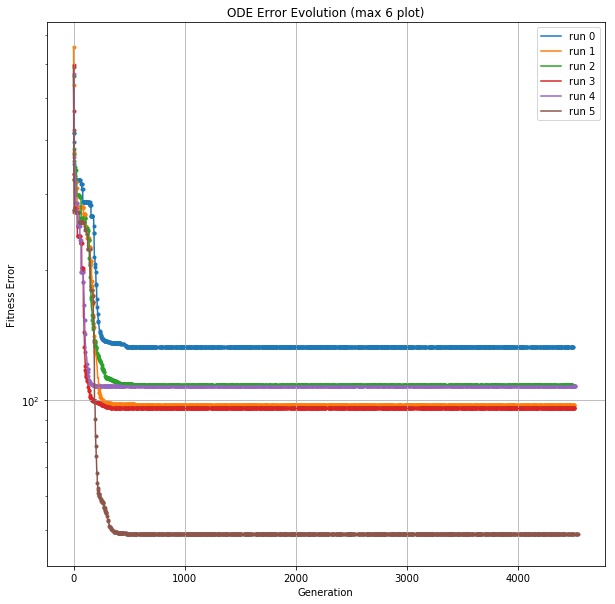 ODE Error Evolution (max 6 plot)
run 0
run 1
run 2
run 3
run 4
run 5
Fitness Error
10²
0 1000 2000 3000 4000
Generation